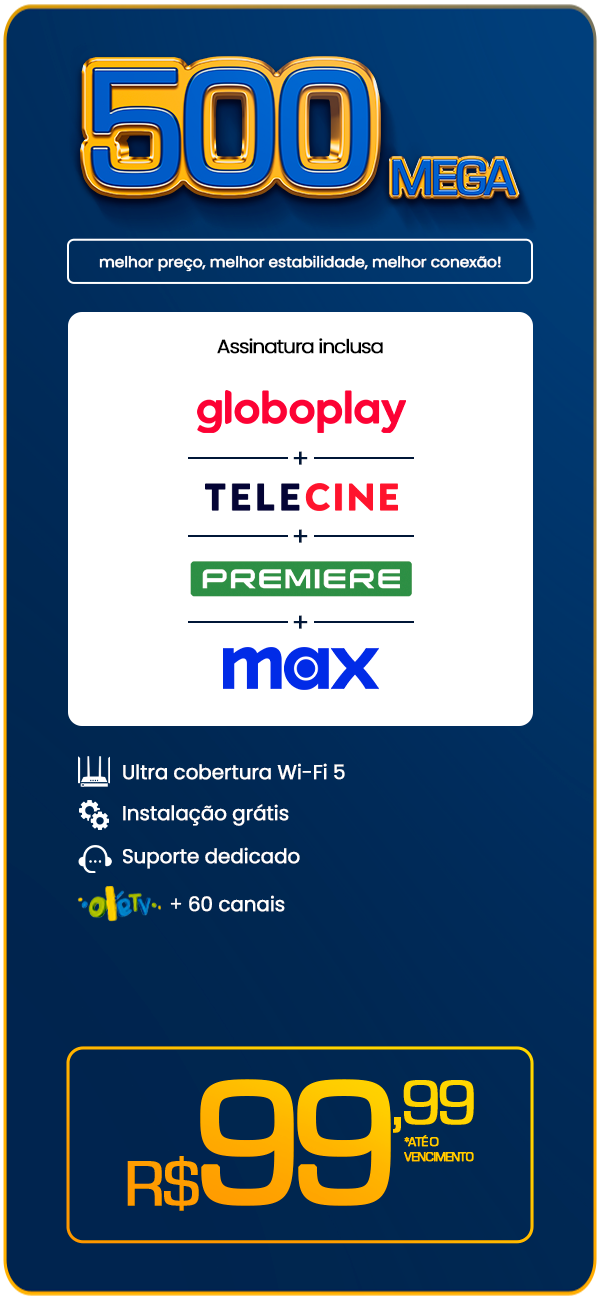 500 MEGA
melhor preço, melhor estabilidade, melhor conexão!
Assinatura inclusa
globoplay
+
TELECINE
+
PREMIERE
+
max
Ultra cobertura Wi-Fi 5
Instalação grátis
Suporte dedicado
oléTV + 60 canais
R$99,99
*ATÉ O
VENCIMENTO